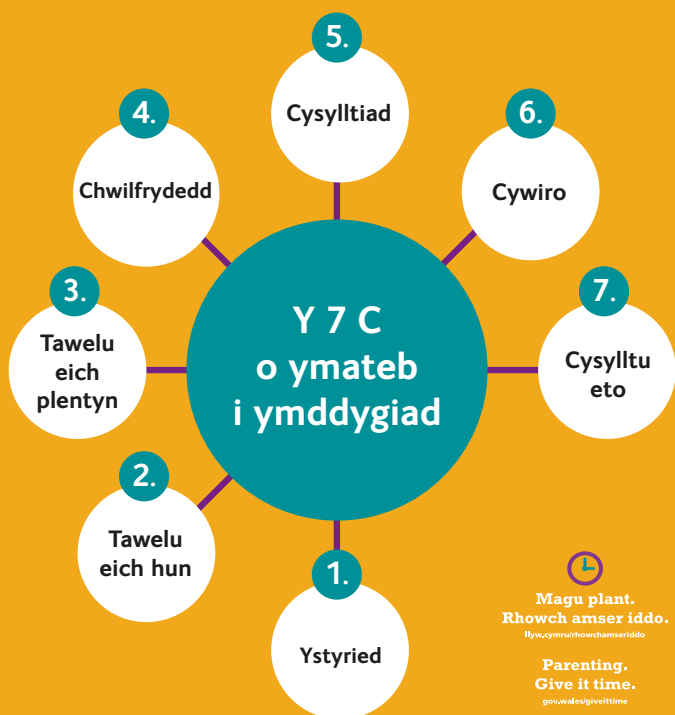 Y 7 C
o ymateb
i ymddygiad
1.
Ystyried
2.
Tawelu
eich hun
3.
Tawelu
eich
plentyn
4.
Chwilfrydedd
5.
Cysylltiad
6.
Cywiro
7.
Cysylltu
eto
Magu plant.
Rhowch amser iddo.
llyw.cymru/rhowchamseriddo
Parenting.
Give it time.
gov.wales/giveittime